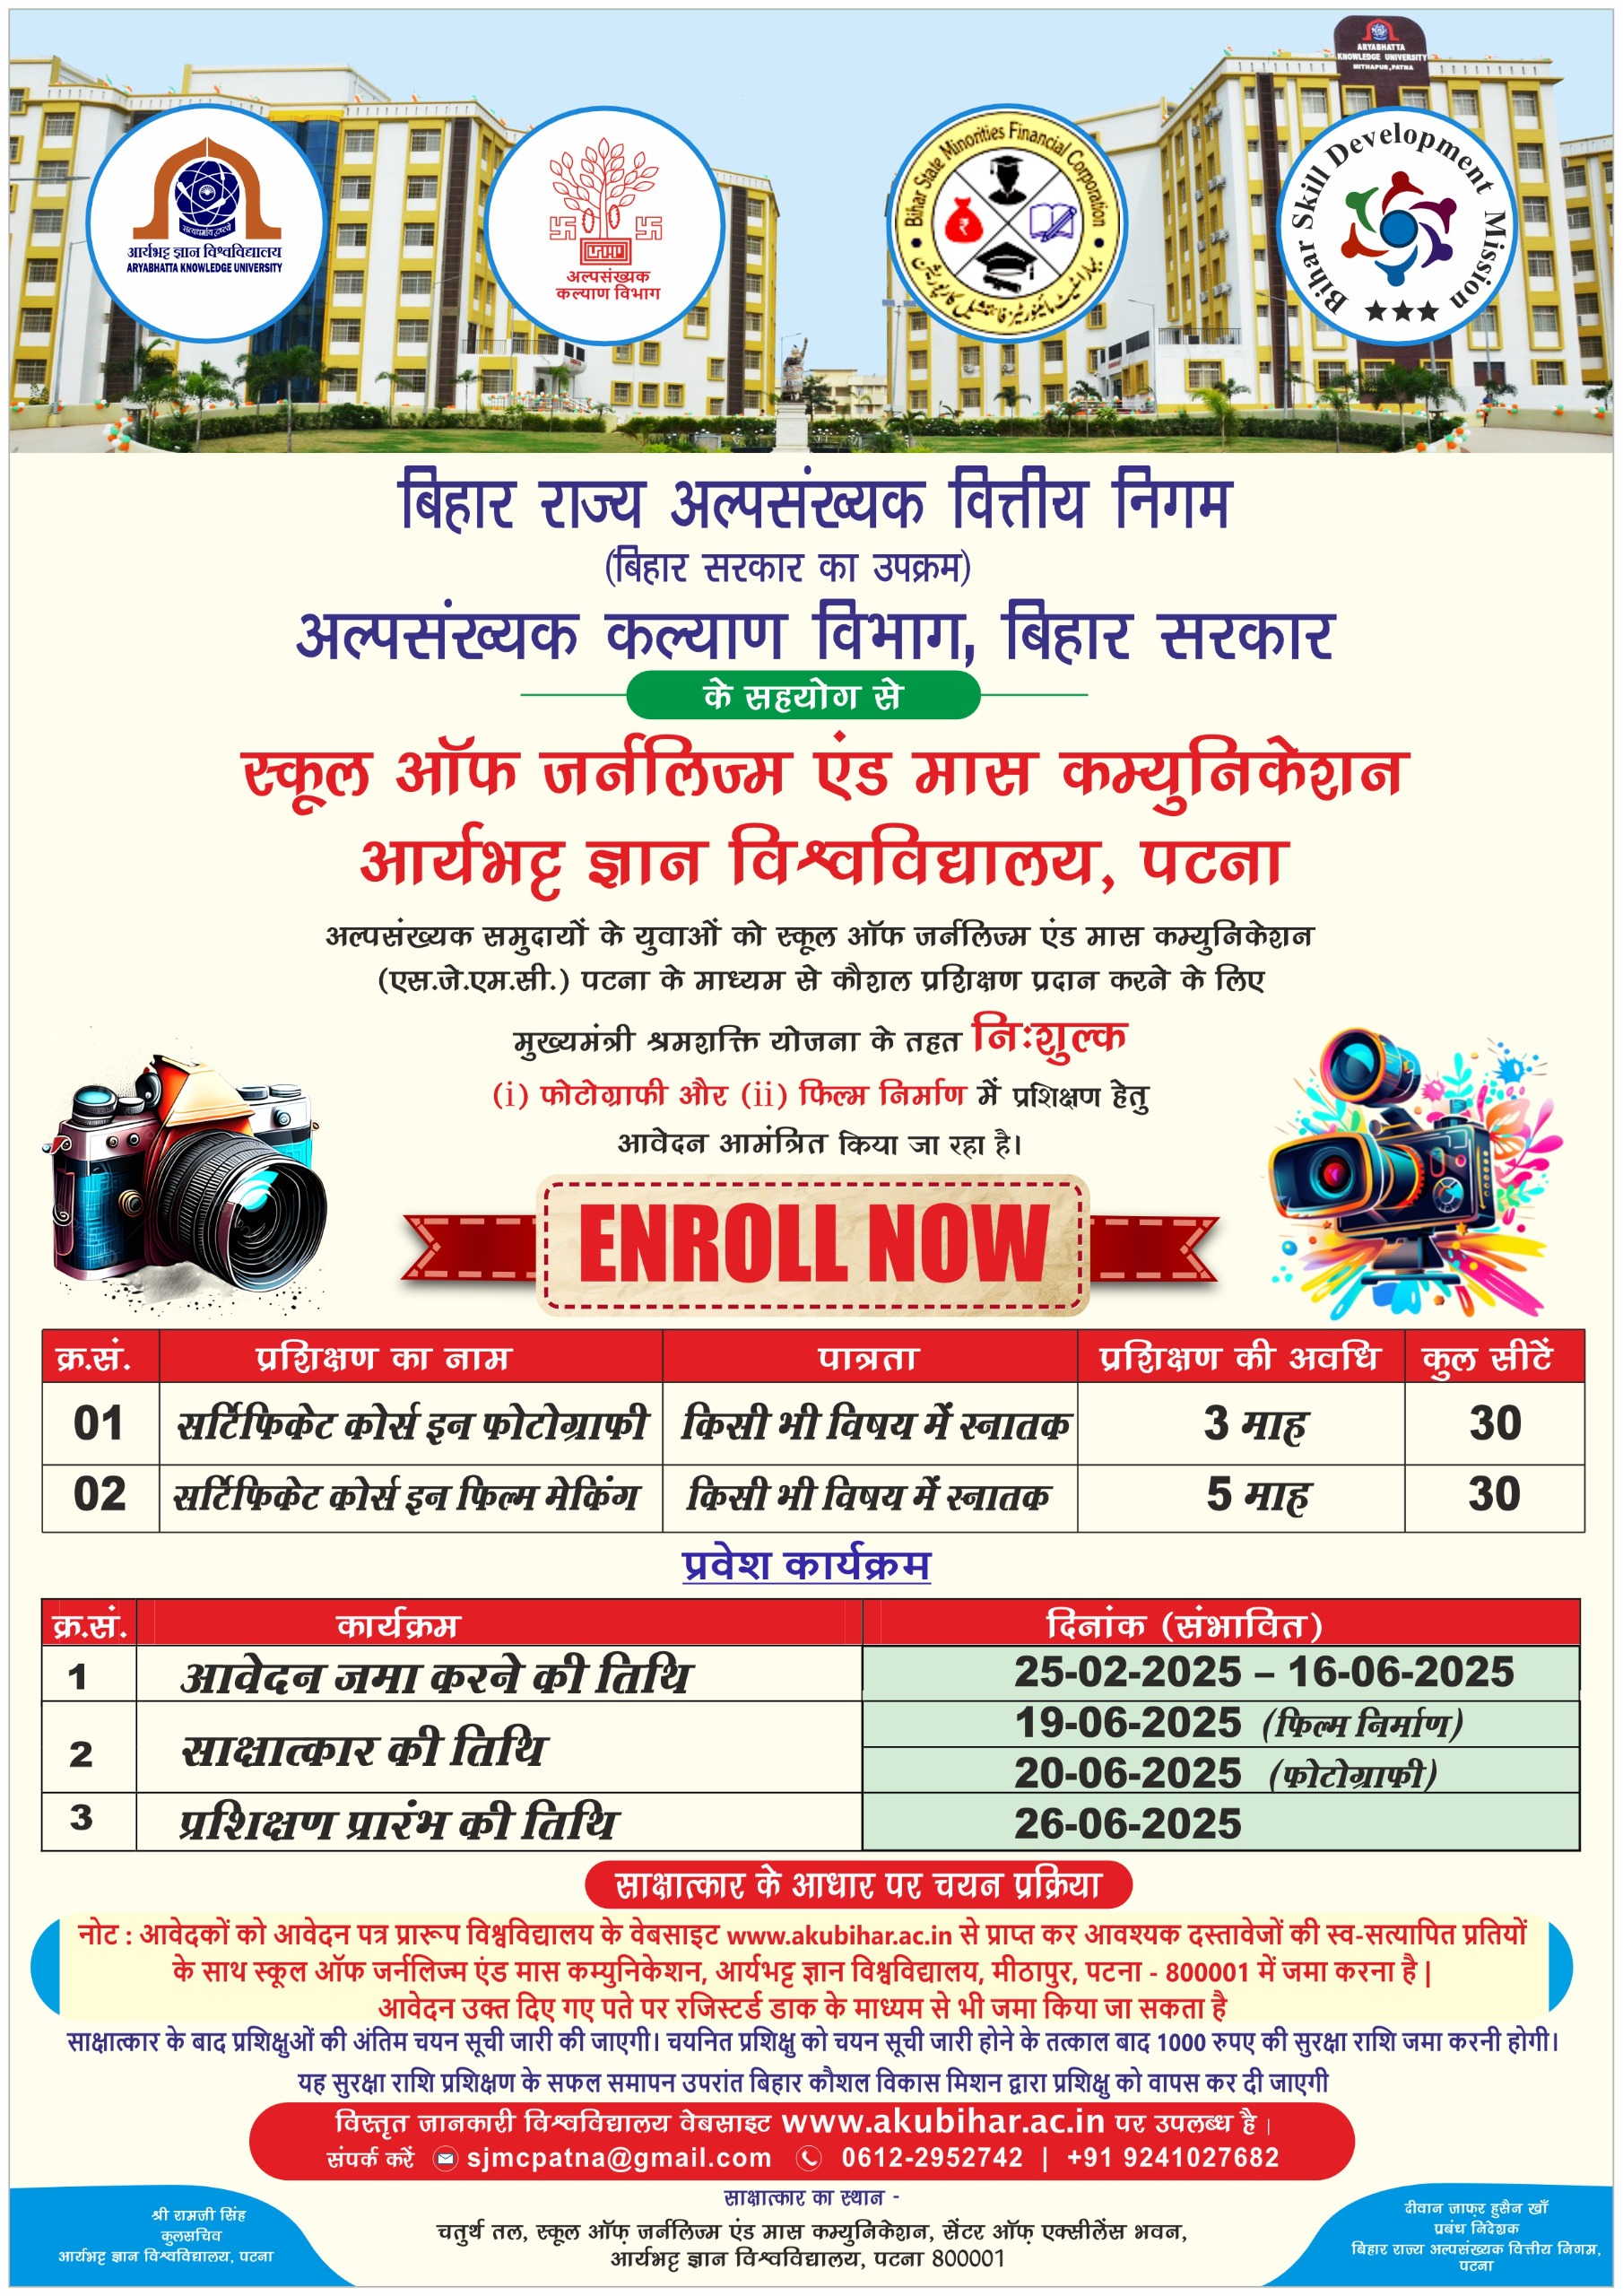 ARYABHATTA
KNOWLEDGE UNIVERSITY
MITHAPUR, PATNA
आर्यभट्ट ज्ञान विश्वविद्यालय
ARYABHATTA KNOWLEDGE UNIVERSITY
अल्पसंख्यक
कल्याण विभाग
Bihar State Minorities Financial Corporation
Bihar Skill Development Mission
बिहार राज्य अल्पसंख्यक वित्तीय निगम
(बिहार सरकार का उपक्रम)
अल्पसंख्यक कल्याण विभाग, बिहार सरकार
के सहयोग से
स्कूल ऑफ जर्नलिज्म एंड मास कम्युनिकेशन
आर्यभट्ट ज्ञान विश्वविद्यालय, पटना
अल्पसंख्यक समुदायों के युवाओं को स्कूल ऑफ जर्नलिज्म एंड मास कम्युनिकेशन
(एस.जे.एम.सी.) पटना के माध्यम से कौशल प्रशिक्षण प्रदान करने के लिए
मुख्यमंत्री श्रमशक्ति योजना के तहत निःशुल्क
(i) फोटोग्राफी और (ii) फिल्म निर्माण में प्रशिक्षण हेतु
आवेदन आमंत्रित किया जा रहा है।
ENROLL NOW
क्र.सं. प्रशिक्षण का नाम पात्रता प्रशिक्षण की अवधि कुल सीटें
01 सर्टिफिकेट कोर्स इन फोटोग्राफी किसी भी विषय में स्नातक 3 माह 30
02 सर्टिफिकेट कोर्स इन फिल्म मेकिंग किसी भी विषय में स्नातक 5 माह 30
प्रवेश कार्यक्रम
क्र.सं. कार्यक्रम दिनांक (संभावित)
1 आवेदन जमा करने की तिथि 25-02-2025 – 16-06-2025
2 साक्षात्कार की तिथि 19-06-2025 (फिल्म निर्माण)
20-06-2025 (फोटोग्राफी)
3 प्रशिक्षण प्रारंभ की तिथि 26-06-2025
साक्षात्कार के आधार पर चयन प्रक्रिया
नोट : आवेदकों को आवेदन पत्र प्रारूप विश्वविद्यालय के वेबसाइट www.akubihar.ac.in से प्राप्त कर आवश्यक दस्तावेजों की स्व-सत्यापित प्रतियों
के साथ स्कूल ऑफ जर्नलिज्म एंड मास कम्युनिकेशन, आर्यभट्ट ज्ञान विश्वविद्यालय, मीठापुर, पटना - 800001 में जमा करना है |
आवेदन उक्त दिए गए पते पर रजिस्टर्ड डाक के माध्यम से भी जमा किया जा सकता है
साक्षात्कार के बाद प्रशिक्षुओं की अंतिम चयन सूची जारी की जाएगी। चयनित प्रशिक्षु को चयन सूची जारी होने के तत्काल बाद 1000 रुपए की सुरक्षा राशि जमा करनी होगी।
यह सुरक्षा राशि प्रशिक्षण के सफल समापन उपरांत बिहार कौशल विकास मिशन द्वारा प्रशिक्षु को वापस कर दी जाएगी
विस्तृत जानकारी विश्वविद्यालय वेबसाइट www.akubihar.ac.in पर उपलब्ध है |
संपर्क करें sjmcpatna@gmail.com 0612-2952742 | +91 9241027682
साक्षात्कार का स्थान -
चतुर्थ तल, स्कूल ऑफ़ जर्नलिज्म एंड मास कम्युनिकेशन, सेंटर ऑफ़ एक्सीलेंस भवन,
आर्यभट्ट ज्ञान विश्वविद्यालय, पटना 800001
श्री रामजी सिंह
कुलसचिव
आर्यभट्ट ज्ञान विश्वविद्यालय, पटना
दीवान जाफ़र हुसैन खाँ
प्रबंध निदेशक
बिहार राज्य अल्पसंख्यक वित्तीय निगम,
पटना